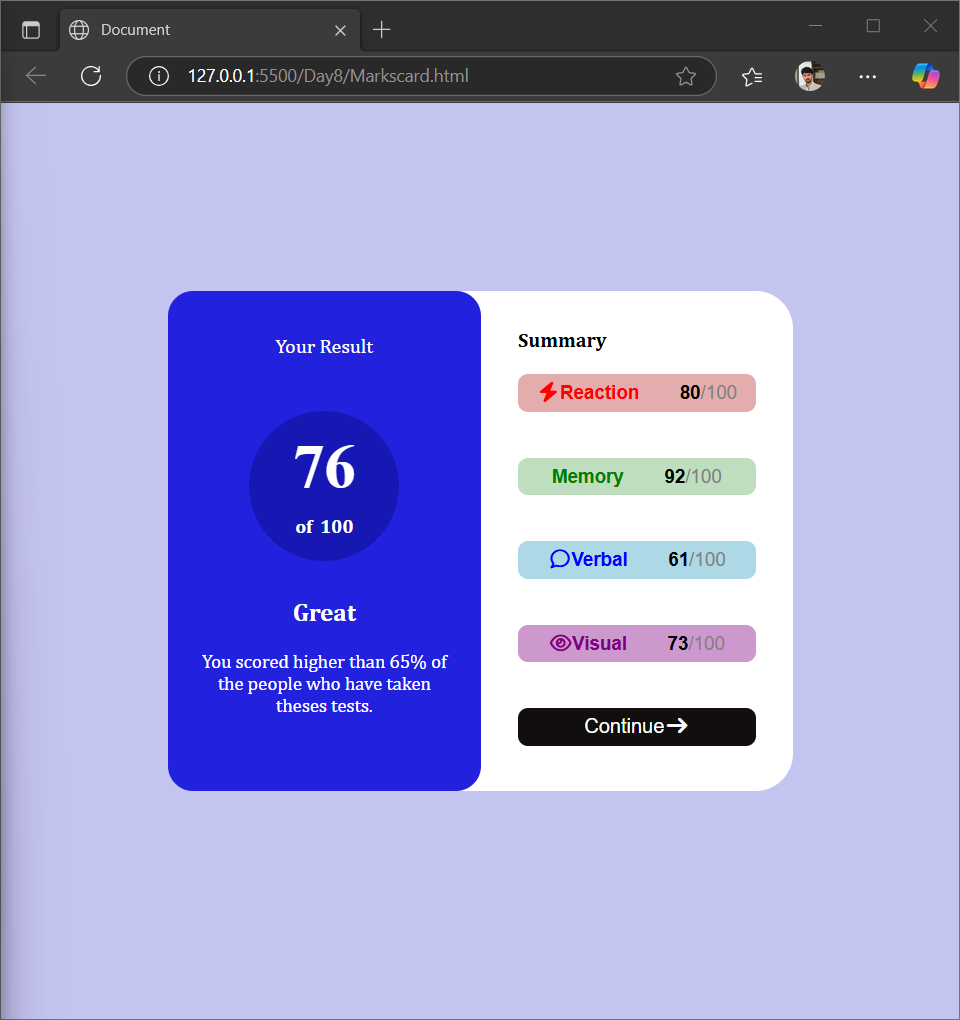 Document
127.0.0.1:5500/Day8/Markscard.html
Your Result
76
of 100
Great
You scored higher than 65% of
the people who have taken
theses tests.
Summary
Reaction 80/100
Memory 92/100
Verbal 61/100
Visual 73/100
Continue